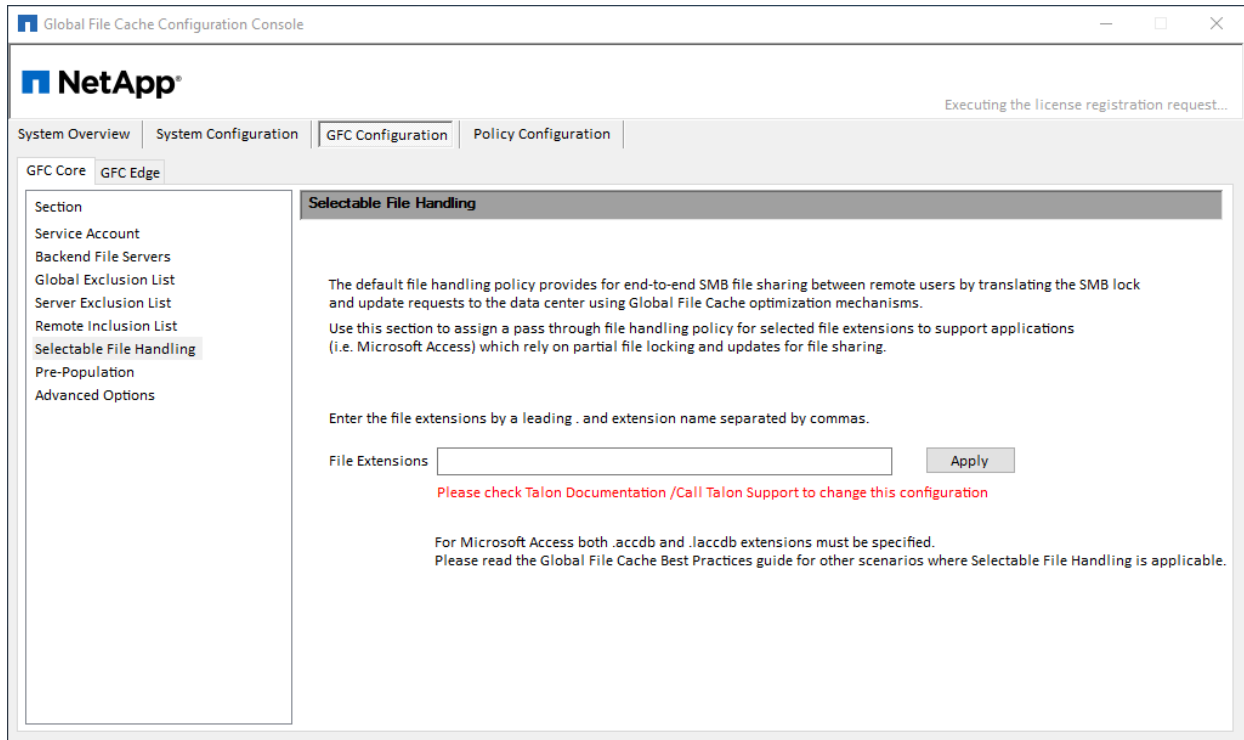 Global File Cache Configuration Console
NetApp®
Executing the license registration request...
System Overview System Configuration GFC Configuration Policy Configuration
GFC Core GFC Edge
Section
Service Account
Backend File Servers
Global Exclusion List
Server Exclusion List
Remote Inclusion List
Selectable File Handling
Pre-Population
Advanced Options
Selectable File Handling
The default file handling policy provides for end-to-end SMB file sharing between remote users by translating the SMB lock
and update requests to the data center using Global File Cache optimization mechanisms.
Use this section to assign a pass through file handling policy for selected file extensions to support applications
(i.e. Microsoft Access) which rely on partial file locking and updates for file sharing.
Enter the file extensions by a leading . and extension name separated by commas.
File Extensions Apply
Please check Talon Documentation /Call Talon Support to change this configuration
For Microsoft Access both .accdb and .laccdb extensions must be specified.
Please read the Global File Cache Best Practices guide for other scenarios where Selectable File Handling is applicable.